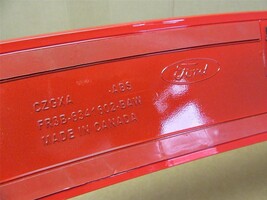 Ford
CZGXA >ABS
FR3B-6341602-BAW
MADE IN CANADA